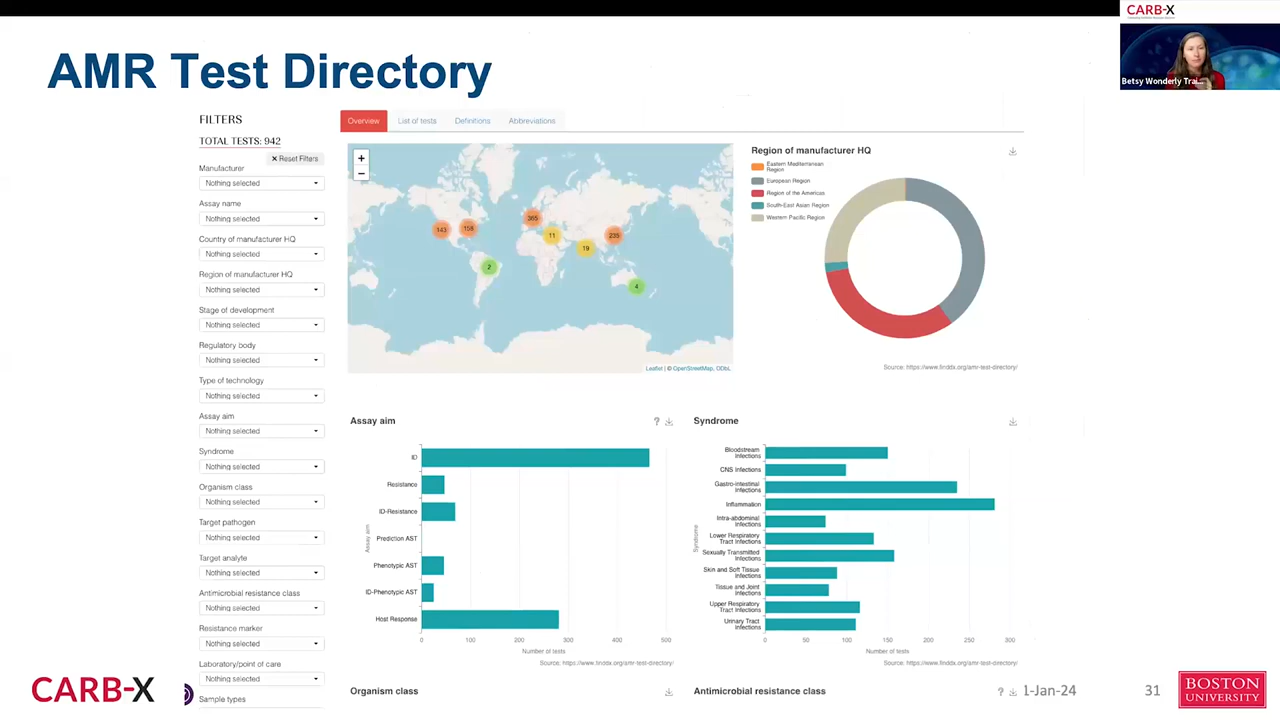 CARB-X
Betsy Wonderly Trai...
AMR Test Directory
FILTERS
TOTAL TESTS: 942
✕ Reset Filters
Manufacturer
Nothing selected
Assay name
Nothing selected
Country of manufacturer HQ
Nothing selected
Region of manufacturer HQ
Nothing selected
Stage of development
Nothing selected
Regulatory body
Nothing selected
Type of technology
Nothing selected
Assay aim
Nothing selected
Syndrome
Nothing selected
Organism class
Nothing selected
Target pathogen
Nothing selected
Target analyte
Nothing selected
Antimicrobial resistance class
Nothing selected
Resistance marker
Nothing selected
Laboratory/point of care
Nothing selected
Sample types
Overview
List of tests
Definitions
Abbreviations
+
−
143
158
365
11
19
235
2
4
Leaflet | © OpenStreetMap, ODbL
Region of manufacturer HQ
Eastern Mediterranean
Region
European Region
Region of the Americas
South-East Asian Region
Western Pacific Region
Source: https://www.finddx.org/amr-test-directory/
Assay aim
?
Assay aim
ID
Resistance
ID-Resistance
Prediction AST
Phenotypic AST
ID-Phenotypic AST
Host Response
0 100 200 300 400 500
Number of tests
Source: https://www.finddx.org/amr-test-directory/
Syndrome
Syndrome
Bloodstream
Infections
CNS Infections
Gastro-intestinal
Infections
Inflammation
Intra-abdominal
Infections
Lower Respiratory
Tract Infections
Sexually Transmitted
Infections
Skin and Soft Tissue
Infections
Tissue and Joint
Infections
Upper Respiratory
Tract Infections
Urinary Tract
Infections
0 50 100 150 200 250 300
Number of tests
Source: https://www.finddx.org/amr-test-directory/
Organism class
Antimicrobial resistance class
?
CARB-X
1-Jan-24
31
BOSTON
UNIVERSITY